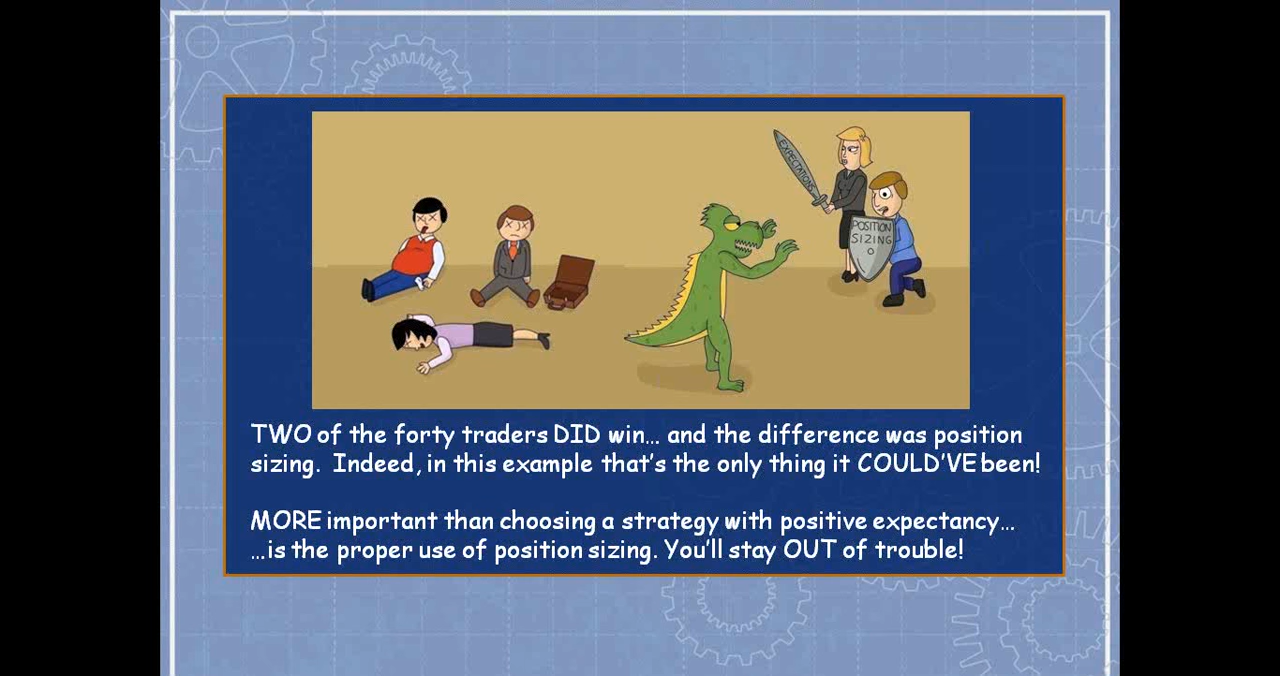 EXPECTATIONS
POSITION
SIZING
TWO of the forty traders DID win... and the difference was position
sizing.  Indeed, in this example that's the only thing it COULD'VE been!
MORE important than choosing a strategy with positive expectancy...
...is the proper use of position sizing. You'll stay OUT of trouble!